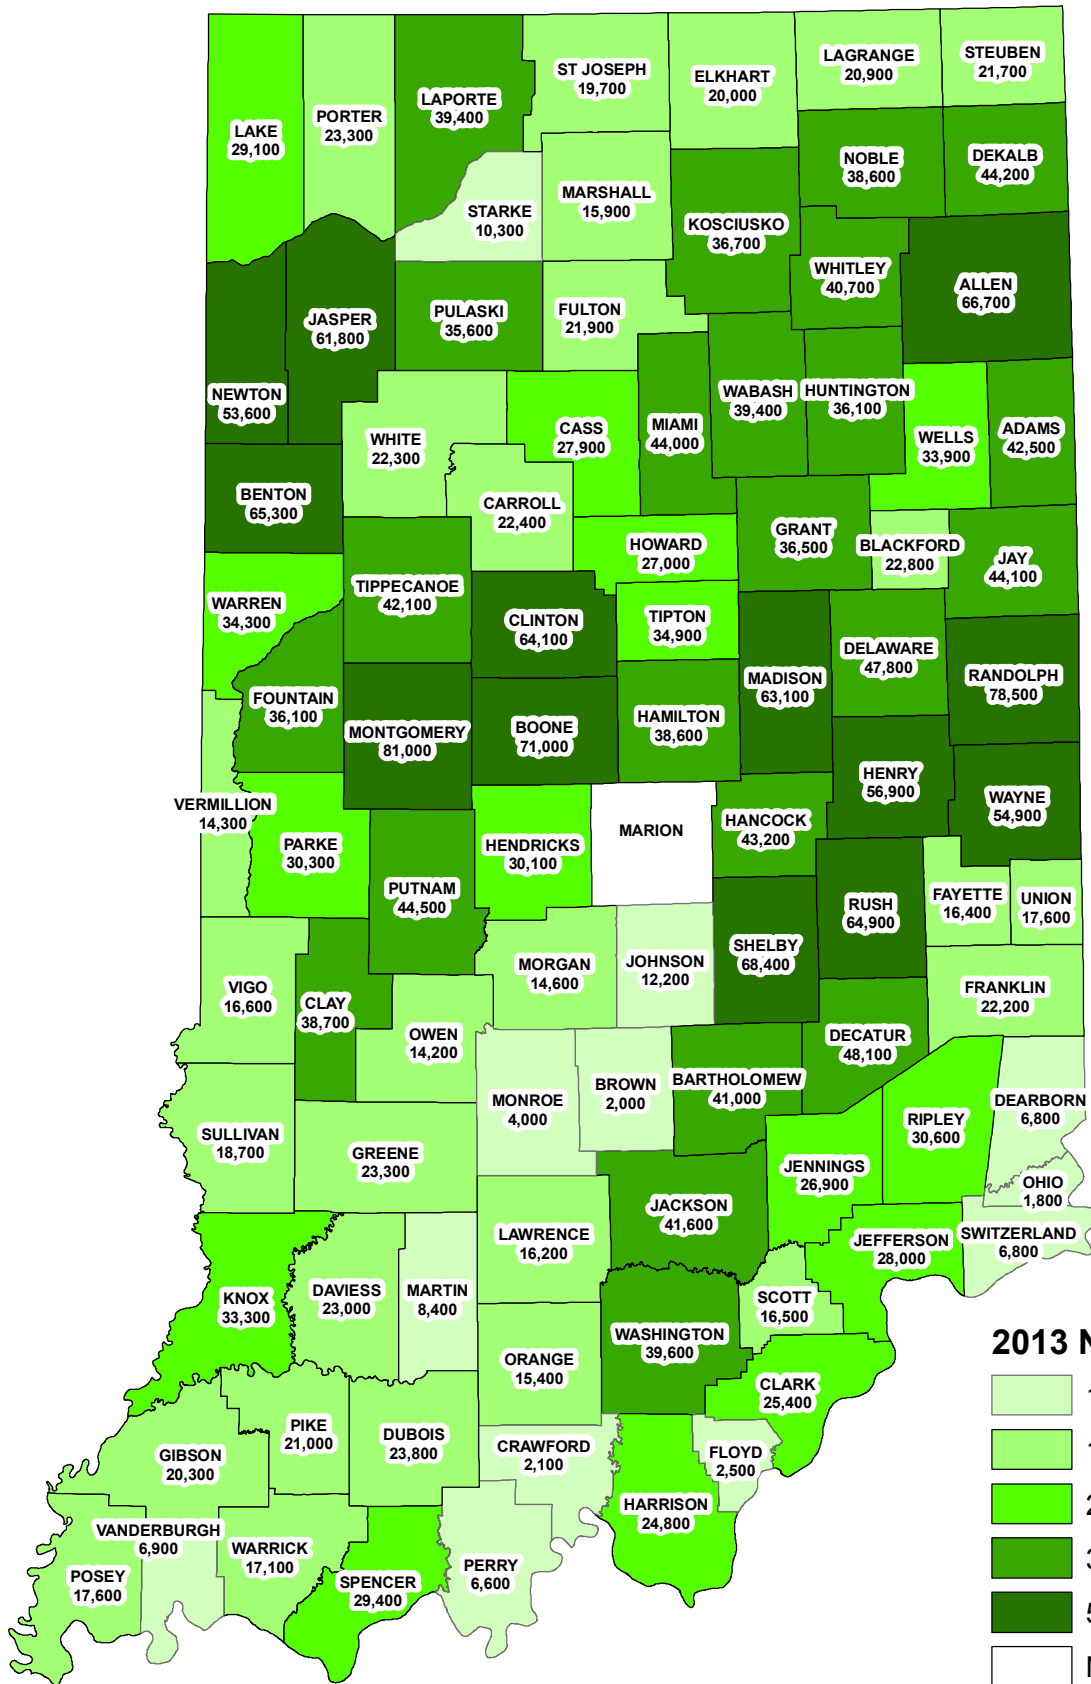 LAKE
29,100
PORTER
23,300
LAPORTE
39,400
ST JOSEPH
19,700
ELKHART
20,000
LAGRANGE
20,900
STEUBEN
21,700
STARKE
10,300
MARSHALL
15,900
NOBLE
38,600
DEKALB
44,200
KOSCIUSKO
36,700
WHITLEY
40,700
ALLEN
66,700
NEWTON
53,600
JASPER
61,800
PULASKI
35,600
FULTON
21,900
WHITE
22,300
CASS
27,900
MIAMI
44,000
WABASH
39,400
HUNTINGTON
36,100
WELLS
33,900
ADAMS
42,500
BENTON
65,300
CARROLL
22,400
HOWARD
27,000
GRANT
36,500
BLACKFORD
22,800
JAY
44,100
WARREN
34,300
TIPPECANOE
42,100
CLINTON
64,100
TIPTON
34,900
MADISON
63,100
DELAWARE
47,800
RANDOLPH
78,500
FOUNTAIN
36,100
MONTGOMERY
81,000
BOONE
71,000
HAMILTON
38,600
HENRY
56,900
WAYNE
54,900
VERMILLION
14,300
PARKE
30,300
PUTNAM
44,500
HENDRICKS
30,100
MARION
HANCOCK
43,200
RUSH
64,900
FAYETTE
16,400
UNION
17,600
VIGO
16,600
CLAY
38,700
OWEN
14,200
MORGAN
14,600
JOHNSON
12,200
SHELBY
68,400
FRANKLIN
22,200
DECATUR
48,100
SULLIVAN
18,700
GREENE
23,300
MONROE
4,000
BROWN
2,000
BARTHOLOMEW
41,000
JENNINGS
26,900
RIPLEY
30,600
DEARBORN
6,800
OHIO
1,800
SWITZERLAND
6,800
KNOX
33,300
DAVIESS
23,000
MARTIN
8,400
LAWRENCE
16,200
JACKSON
41,600
JEFFERSON
28,000
SCOTT
16,500
ORANGE
15,400
WASHINGTON
39,600
CLARK
25,400
GIBSON
20,300
PIKE
21,000
DUBOIS
23,800
CRAWFORD
2,100
FLOYD
2,500
HARRISON
24,800
POSEY
17,600
VANDERBURGH
6,900
WARRICK
17,100
SPENCER
29,400
PERRY
6,600
2013